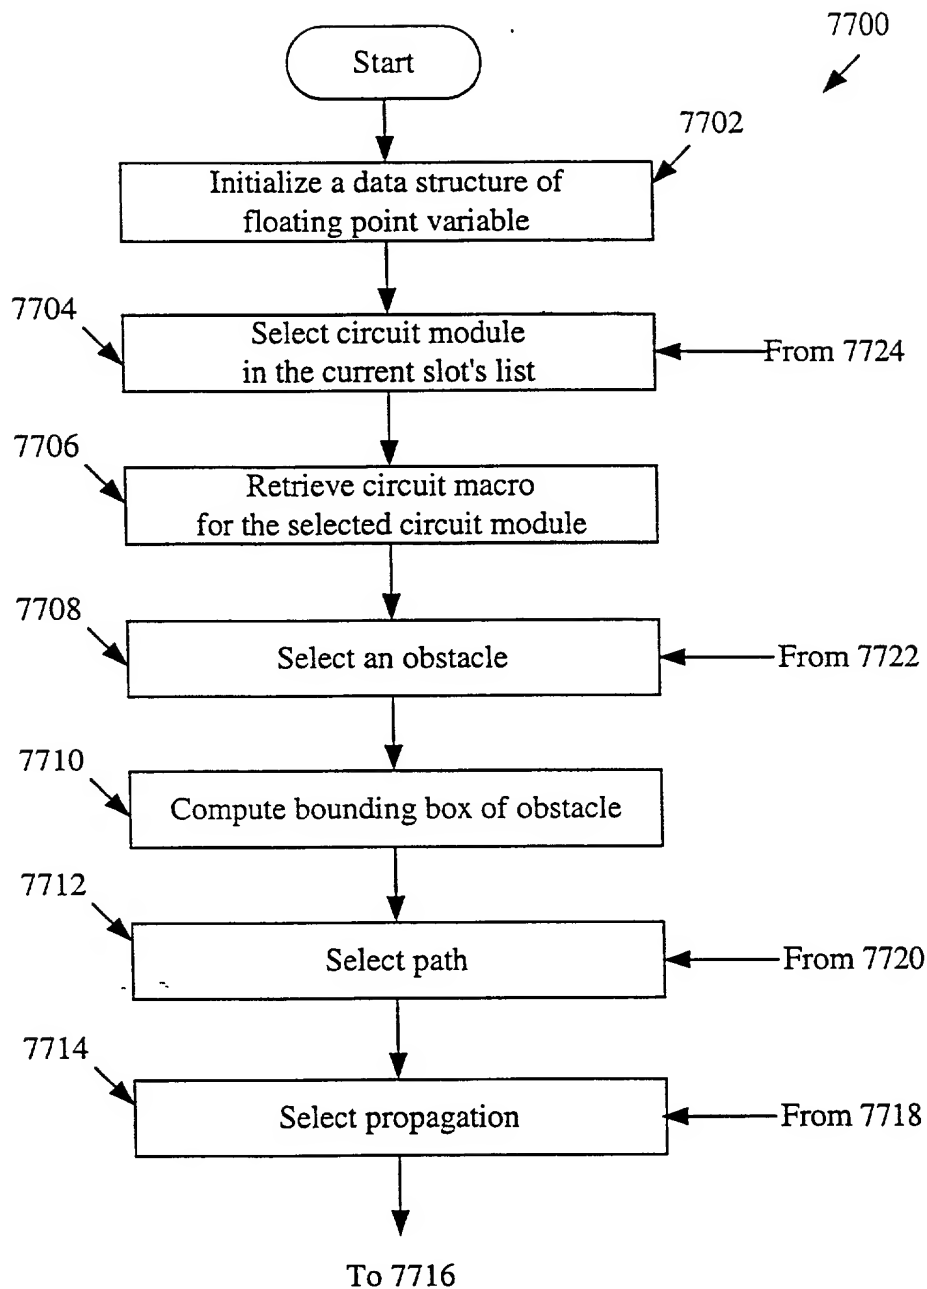 7700
Start
7702
Initialize a data structure of
floating point variable
7704
Select circuit module
in the current slot's list
From 7724
7706
Retrieve circuit macro
for the selected circuit module
7708
Select an obstacle
From 7722
7710
Compute bounding box of obstacle
7712
Select path
From 7720
7714
Select propagation
From 7718
To 7716